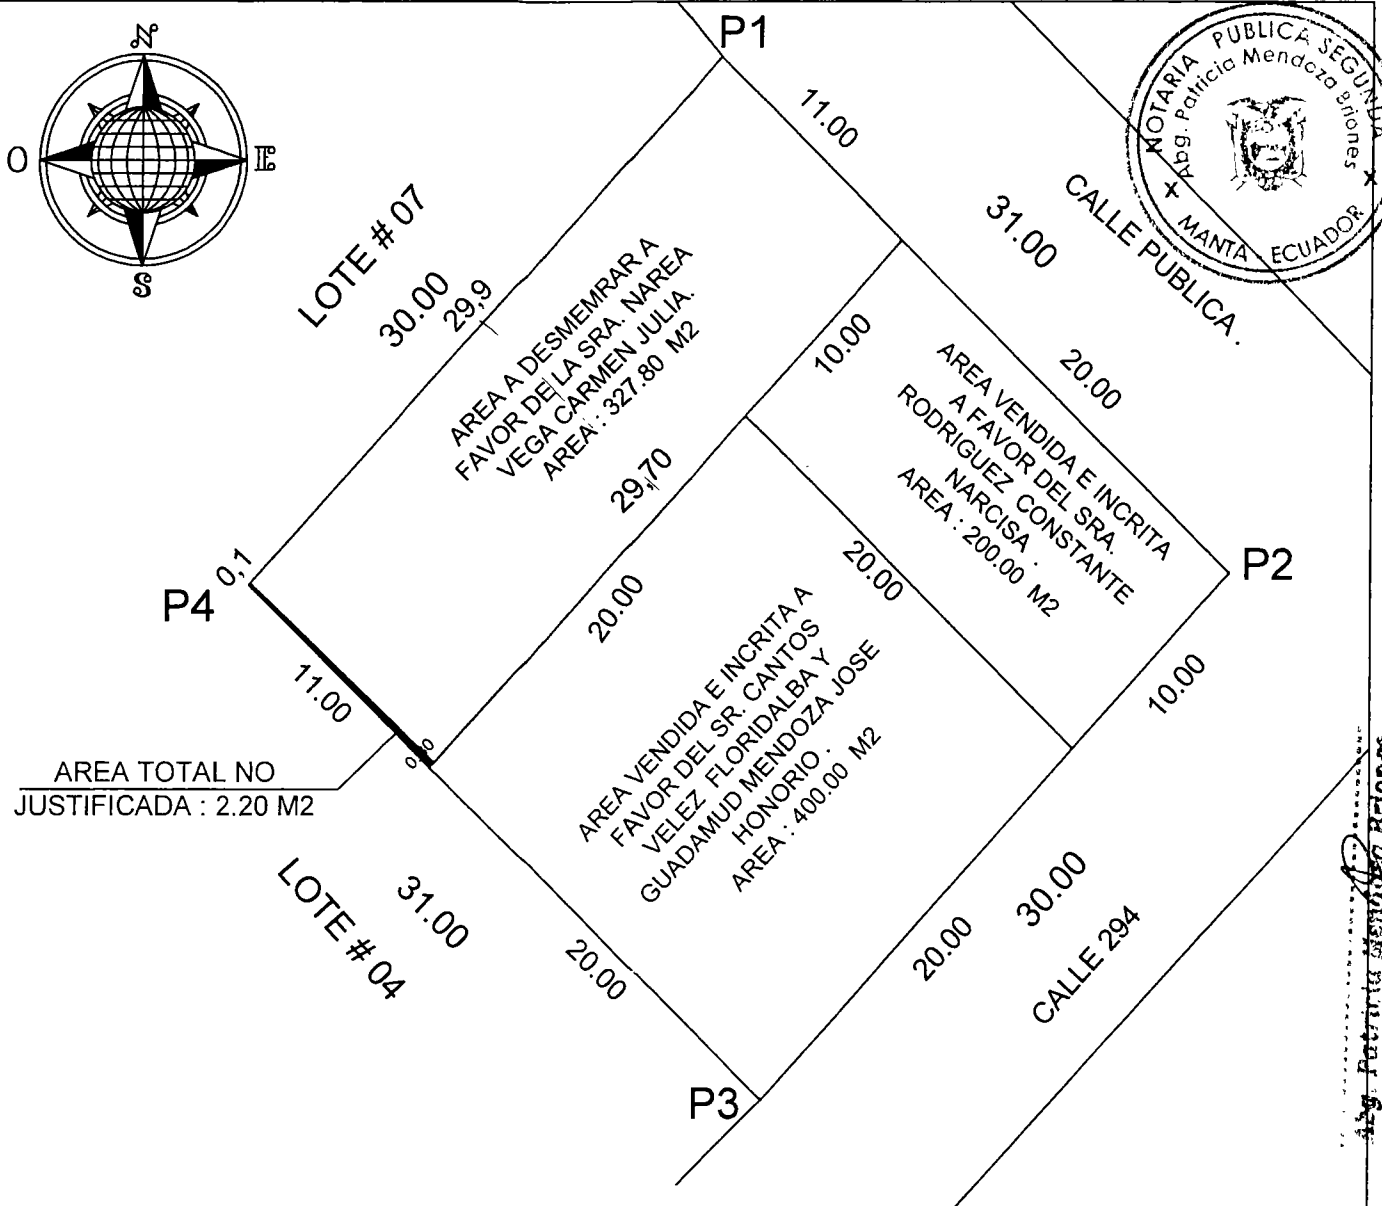 N
O
E
S
P1
11.00
31.00
CALLE PUBLICA .
20.00
NOTARIA PUBLICA SEGUNDA
Abg. Patricia Mendoza Briones
X MANTA - ECUADOR X
LOTE # 07
30.00
29,9
AREA A DESMEMRAR A
FAVOR DE LA SRA. NAREA
VEGA CARMEN JULIA.
AREA : 327.80 M2
10.00
29,70
20.00
AREA VENDIDA E INCRITA
A FAVOR DEL SRA.
RODRIGUEZ CONSTANTE
NARCISA .
AREA : 200.00 M2
P2
10.00
20.00
AREA VENDIDA E INCRITA A
FAVOR DEL SR. CANTOS
VELEZ FLORIDALBA Y
GUADAMUD MENDOZA JOSE
HONORIO .
AREA : 400.00 M2
0,1
P4
11.00
AREA TOTAL NO
JUSTIFICADA : 2.20 M2
LOTE # 04
31.00
20.00
20.00
30.00
CALLE 294
P3
Abg. Patricia Mendoza Briones